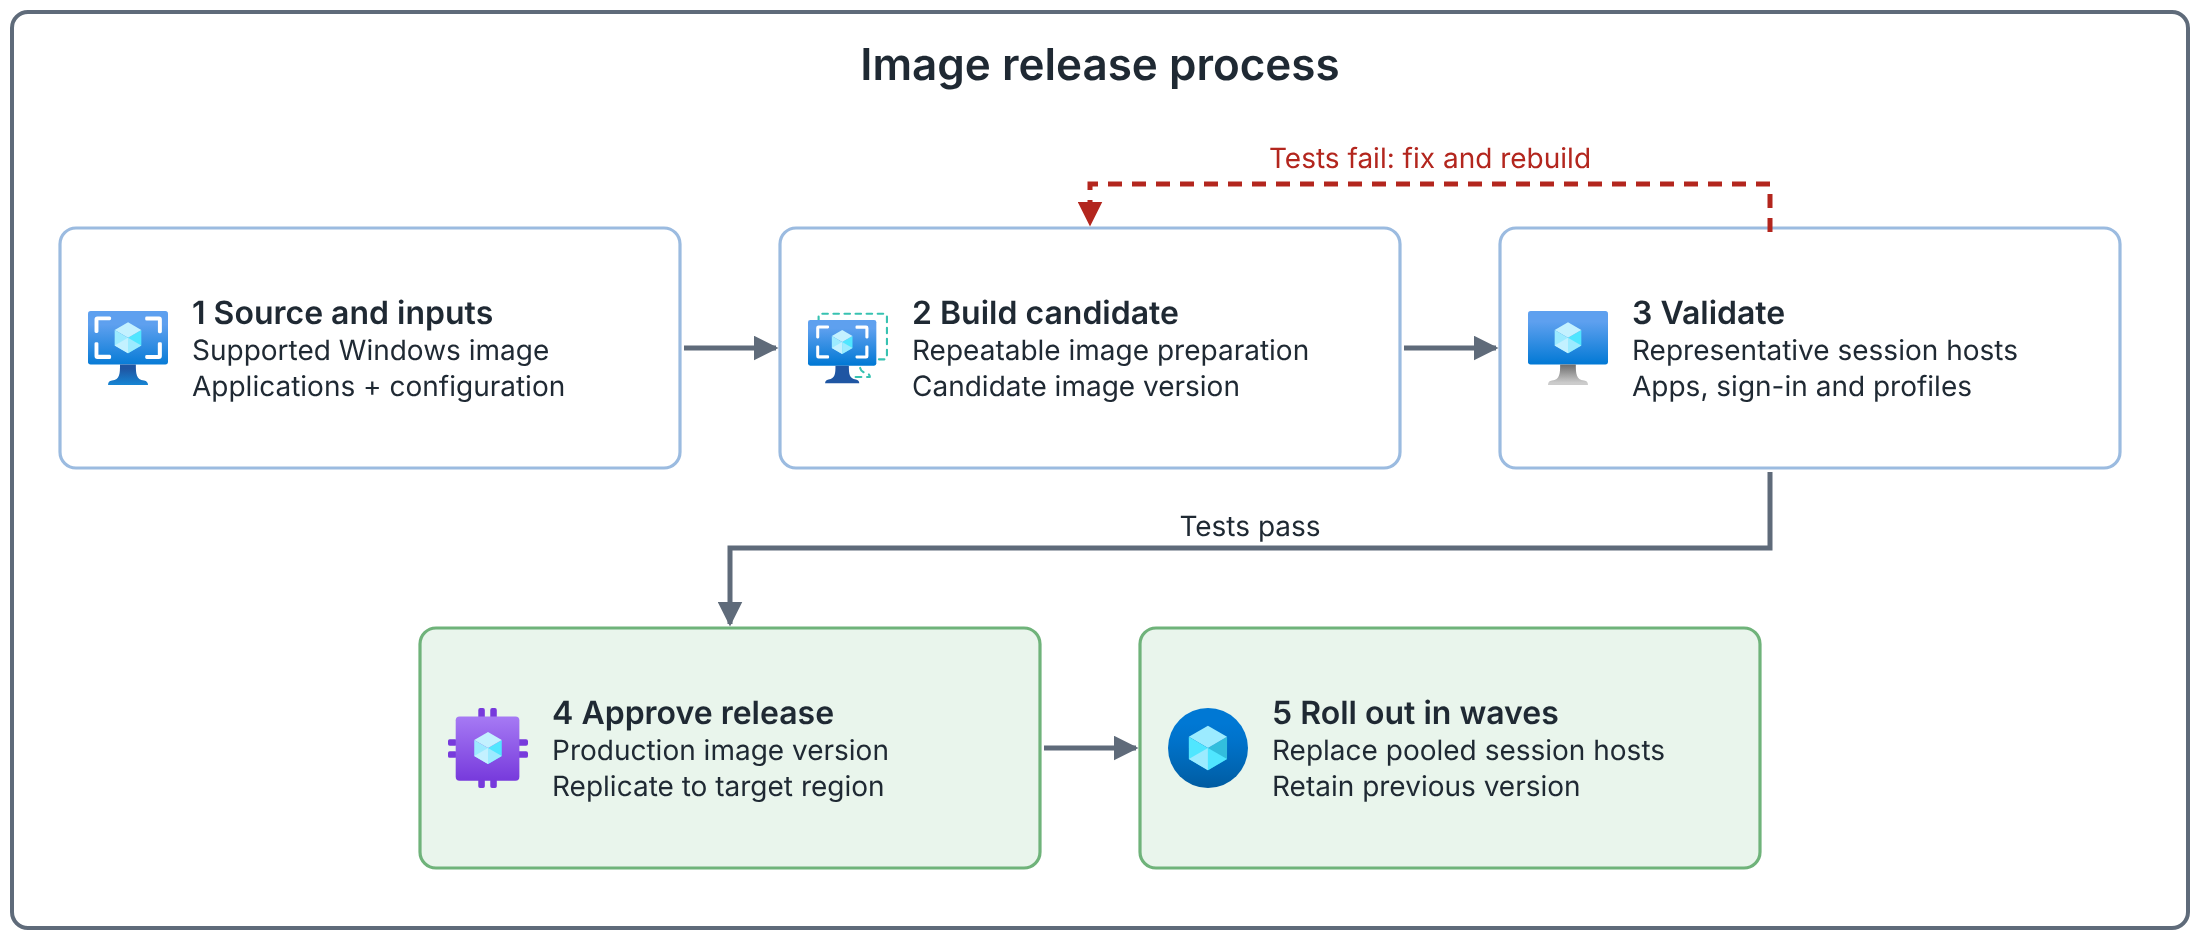 Image release process
Tests fail: fix and rebuild
1 Source and inputs
Supported Windows image
Applications + configuration
2 Build candidate
Repeatable image preparation
Candidate image version
3 Validate
Representative session hosts
Apps, sign-in and profiles
Tests pass
4 Approve release
Production image version
Replicate to target region
5 Roll out in waves
Replace pooled session hosts
Retain previous version